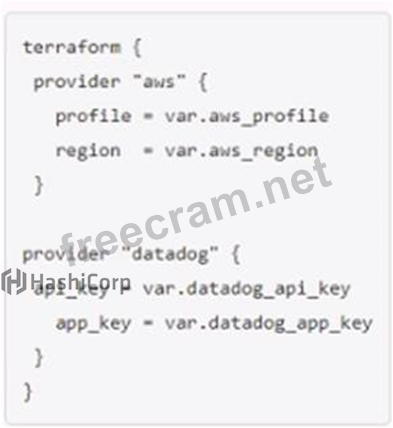 terraform {
provider "aws" {
profile = var.aws_profile
region = var.aws_region
}
provider "datadog" {
api_key = var.datadog_api_key
app_key = var.datadog_app_key
}
}
freecram.net
HashiCorp